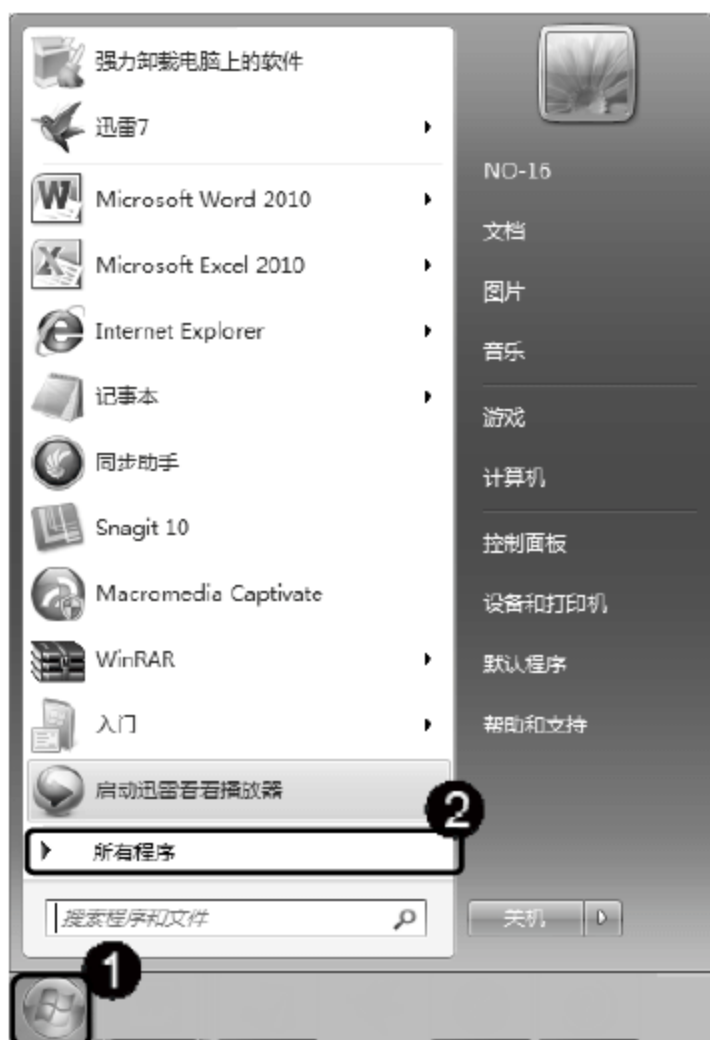 强力卸载电脑上的软件
迅雷7
Microsoft Word 2010
Microsoft Excel 2010
Internet Explorer
记事本
同步助手
Snagit 10
Macromedia Captivate
WinRAR
入门
启动迅雷看看播放器
2
所有程序
搜索程序和文件
1
NO-16
文档
图片
音乐
游戏
计算机
控制面板
设备和打印机
默认程序
帮助和支持
关机